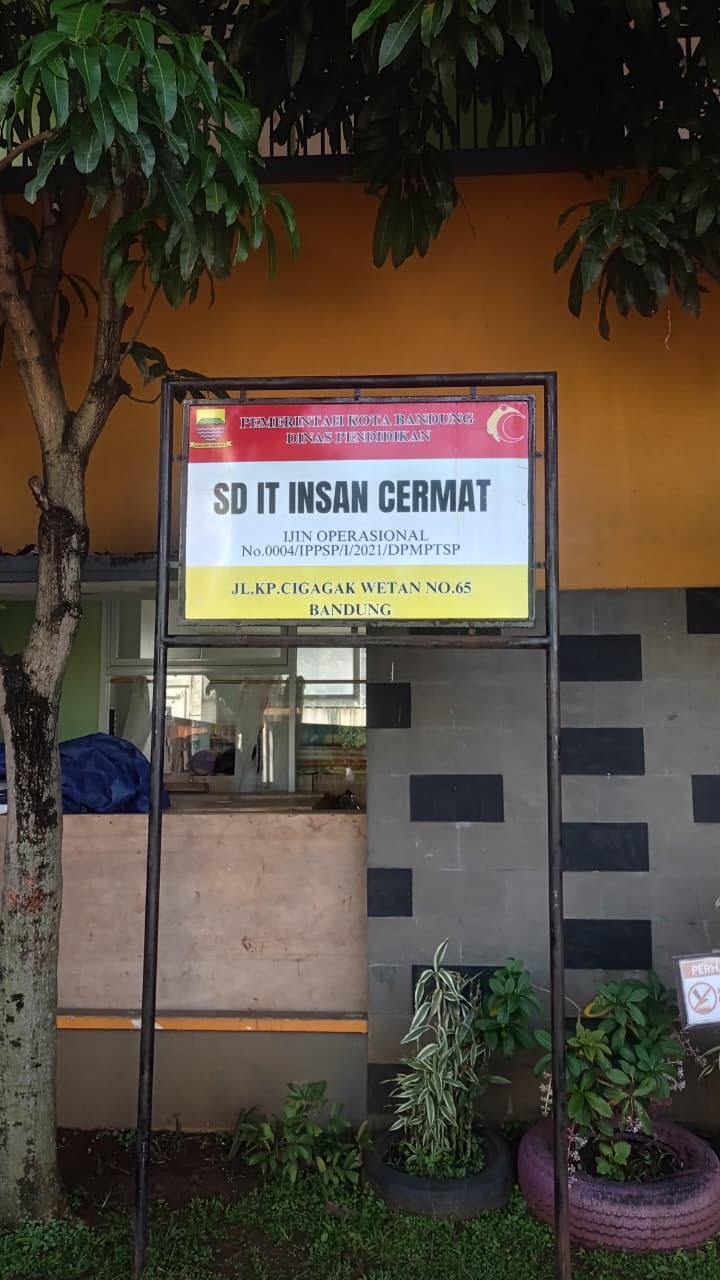 PEMERINTAH KOTA BANDUNG
DINAS PENDIDIKAN
SD IT INSAN CERMAT
IJIN OPERASIONAL
No.0004/IPPSP/I/2021/DPMPTSP
JL.KP.CIGAGAK WETAN NO.65
BANDUNG